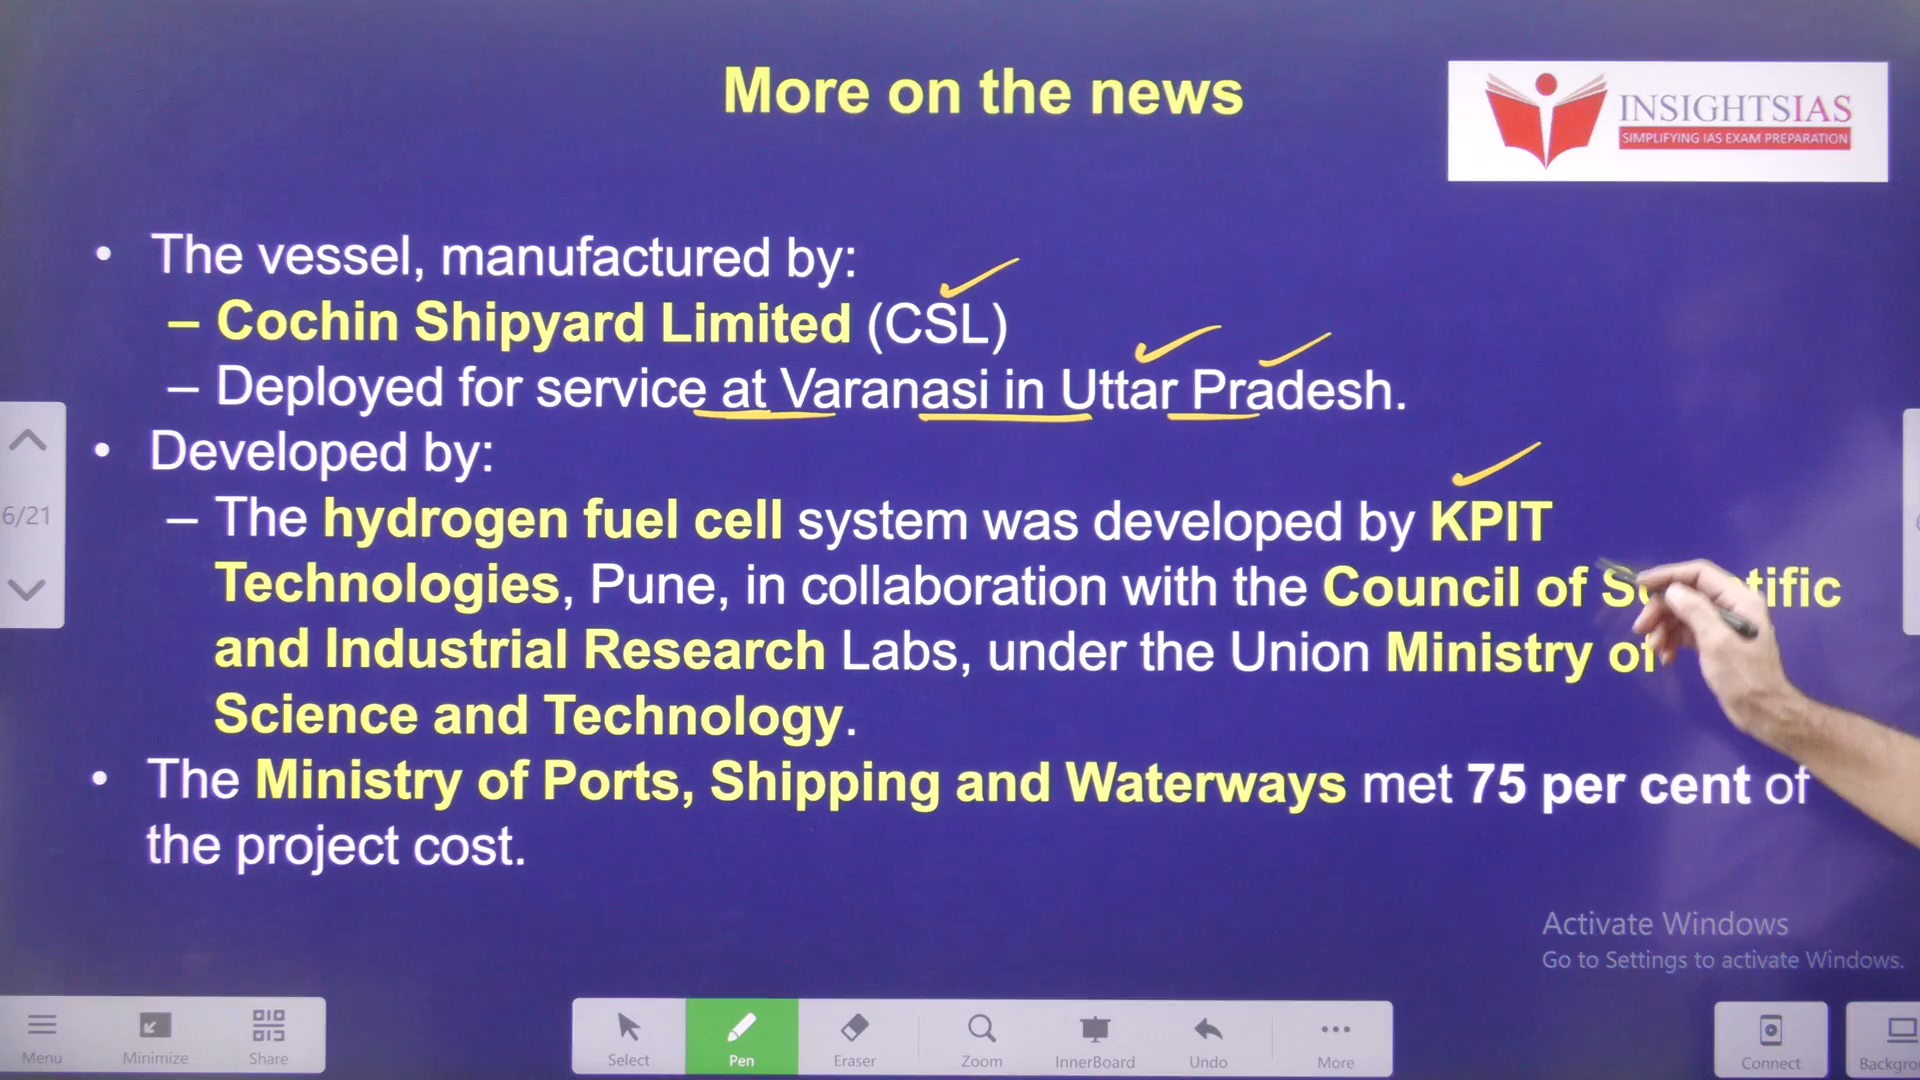 More on the news
INSIGHTSIAS
SIMPLIFYING IAS EXAM PREPARATION
• The vessel, manufactured by:
– Cochin Shipyard Limited (CSL)
– Deployed for service at Varanasi in Uttar Pradesh.
• Developed by:
– The hydrogen fuel cell system was developed by KPIT
Technologies, Pune, in collaboration with the Council of
and Industrial Research Labs, under the Union Ministry of
Science and Technology.
• The Ministry of Ports, Shipping and Waterways met 75 per cent of
the project cost.
6/21
Activate Windows
Go to Settings to activate Windows.
Menu
Minimize
Share
Select
Pen
Eraser
Zoom
InnerBoard
Undo
More
Connect